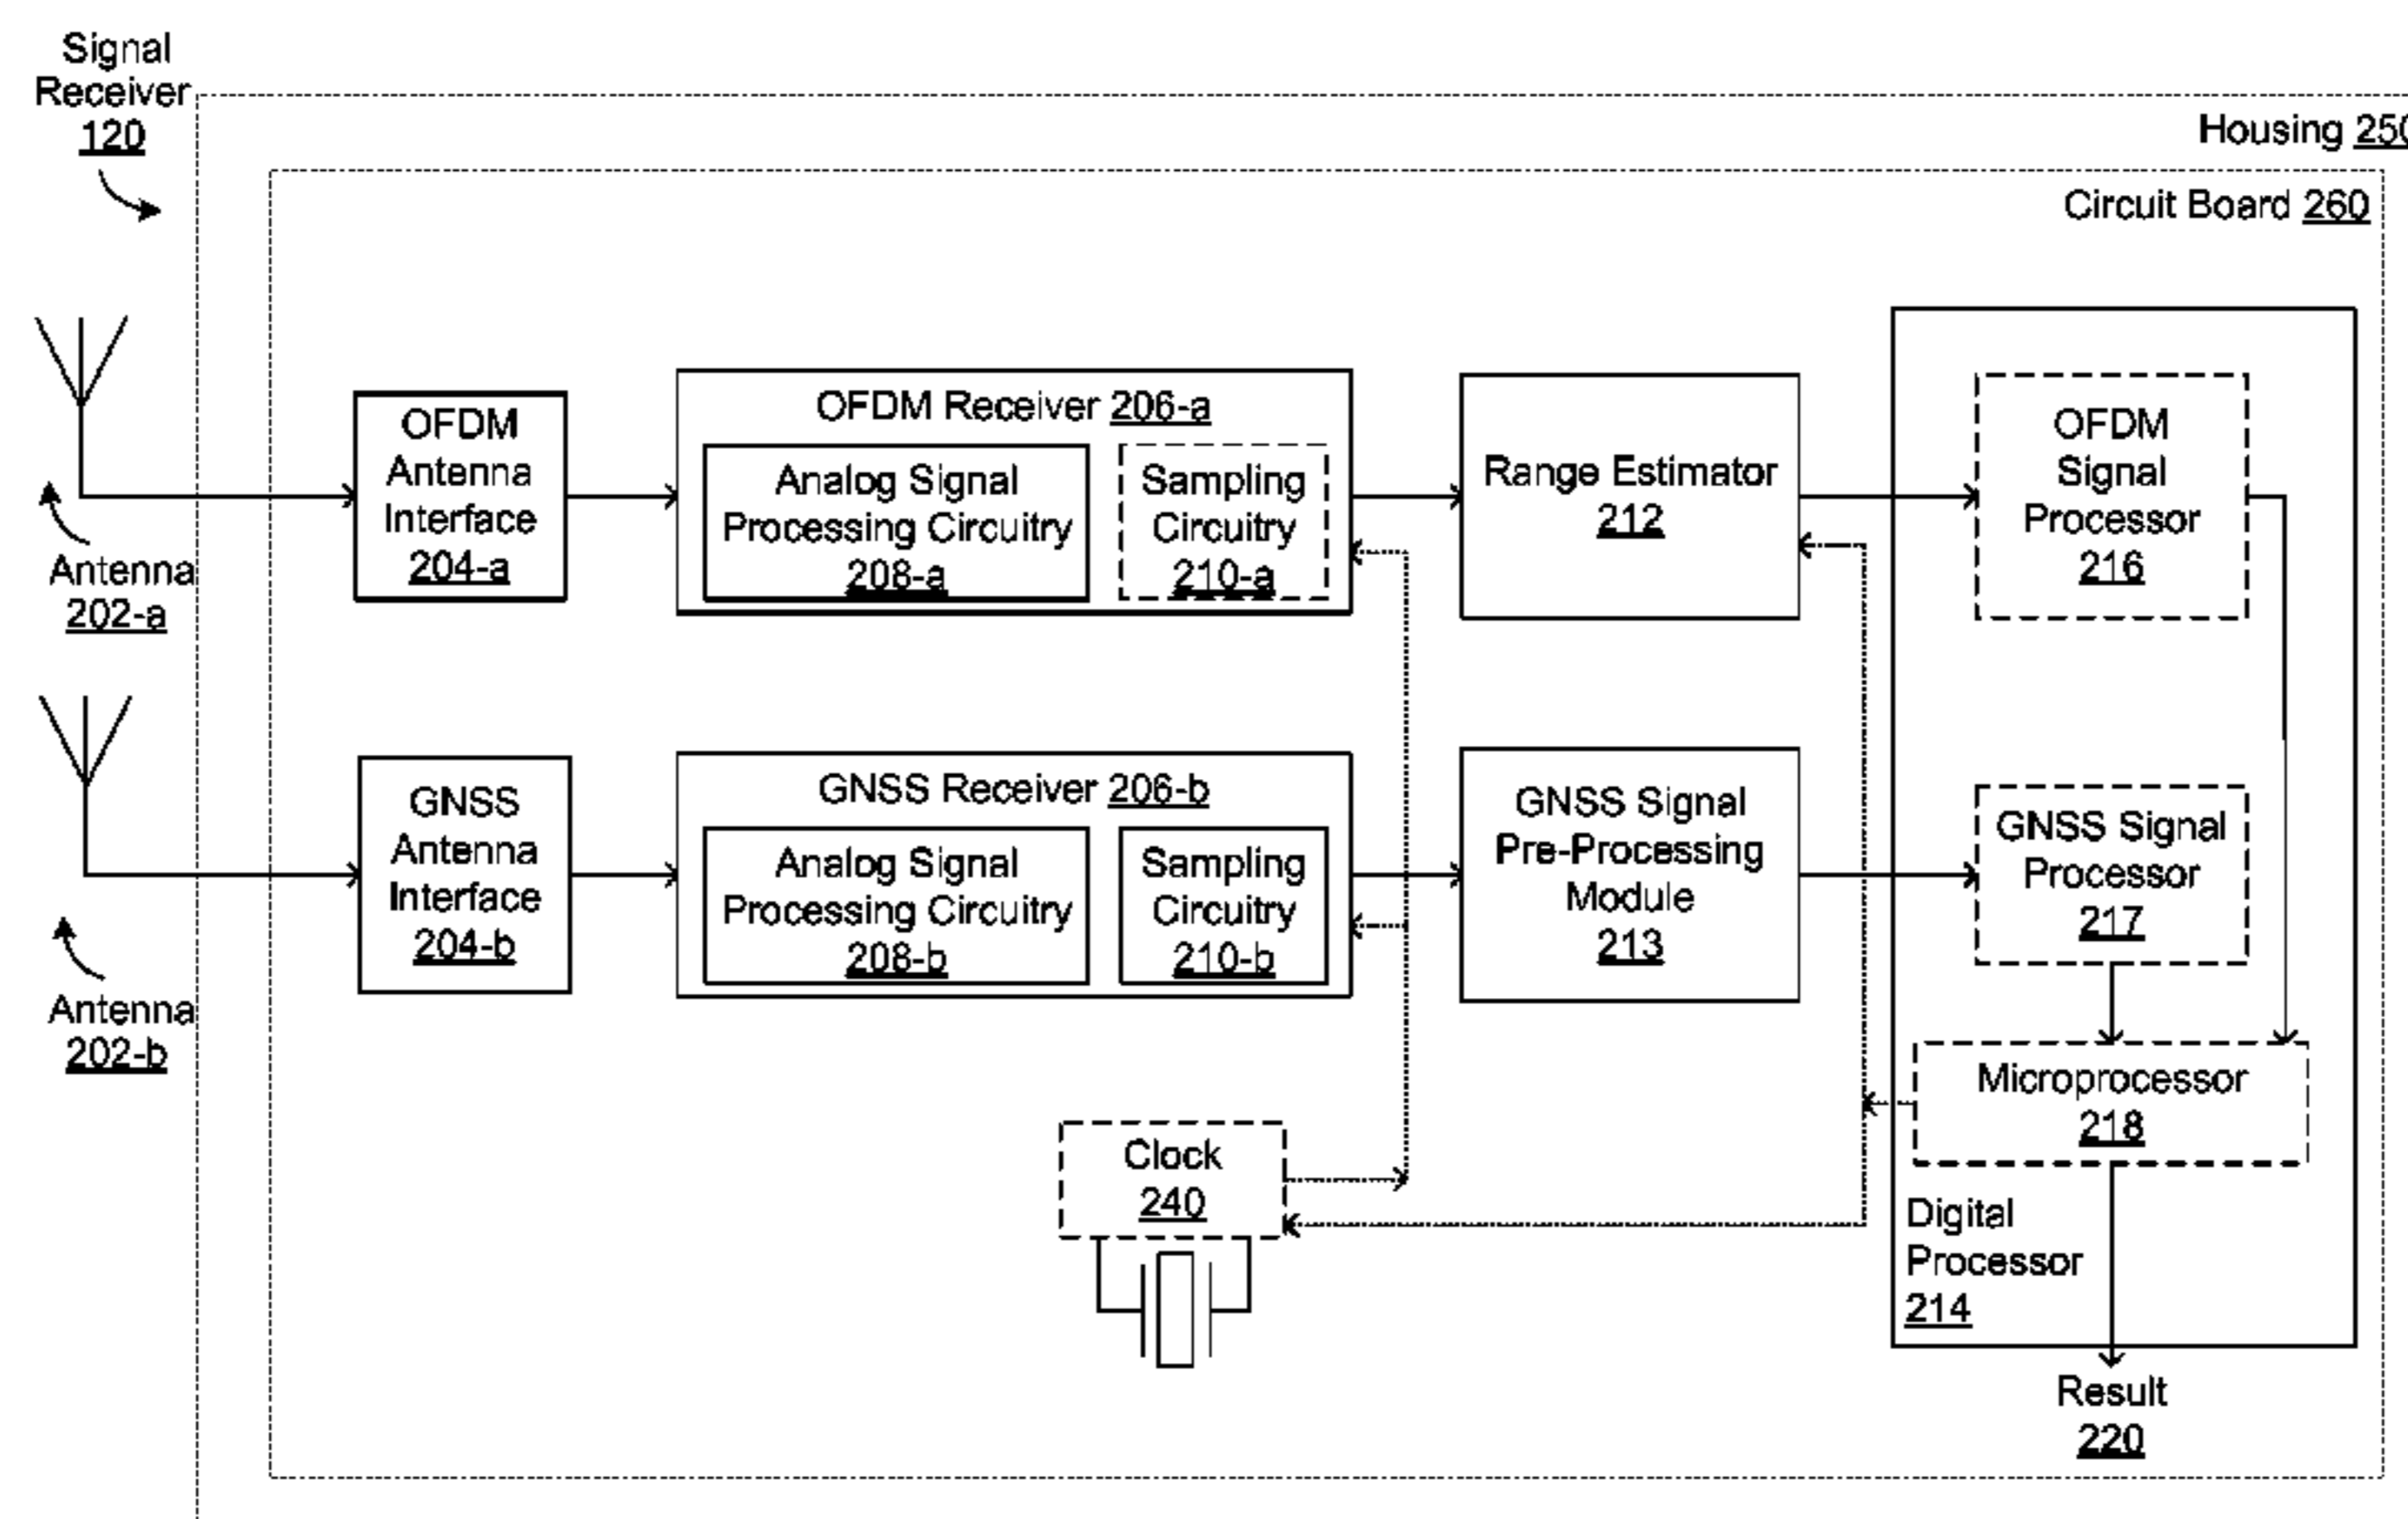 Signal
Receiver
120
Housing 250
Circuit Board 260
Antenna
202-a
OFDM
Antenna
Interface
204-a
OFDM Receiver 206-a
Analog Signal
Processing Circuitry
208-a
Sampling
Circuitry
210-a
Range Estimator
212
OFDM
Signal
Processor
216
Antenna
202-b
GNSS
Antenna
Interface
204-b
GNSS Receiver 206-b
Analog Signal
Processing Circuitry
208-b
Sampling
Circuitry
210-b
GNSS Signal
Pre-Processing
Module
213
GNSS Signal
Processor
217
Microprocessor
218
Clock
240
Digital
Processor
214
Result
220